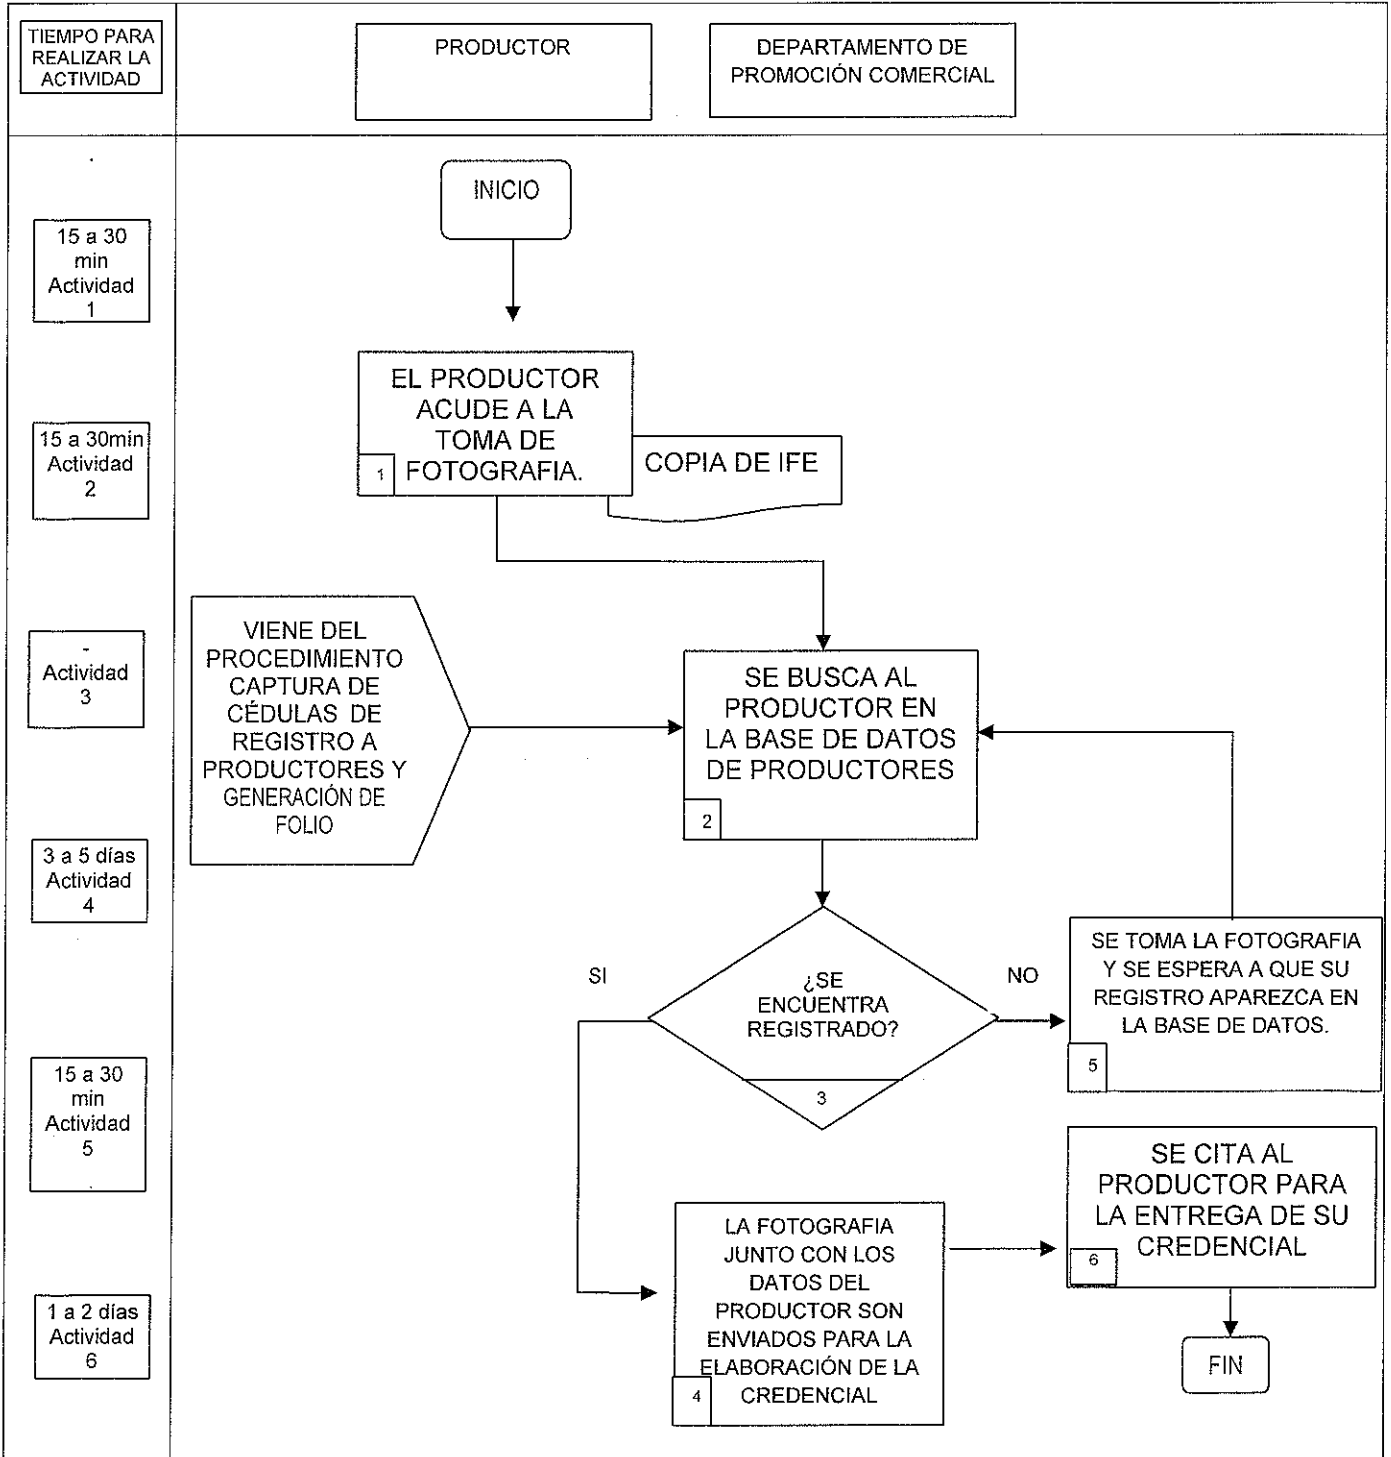 TIEMPO PARA
REALIZAR LA
ACTIVIDAD
PRODUCTOR
DEPARTAMENTO DE
PROMOCIÓN COMERCIAL
INICIO
15 a 30
min
Actividad
1
EL PRODUCTOR
ACUDE A LA
TOMA DE
FOTOGRAFIA.
1
COPIA DE IFE
15 a 30min
Actividad
2
VIENE DEL
PROCEDIMIENTO
CAPTURA DE
CÉDULAS DE
REGISTRO A
PRODUCTORES Y
GENERACIÓN DE
FOLIO
-
Actividad
3
SE BUSCA AL
PRODUCTOR EN
LA BASE DE DATOS
DE PRODUCTORES
2
3 a 5 días
Actividad
4
SI
¿SE
ENCUENTRA
REGISTRADO?
3
NO
SE TOMA LA FOTOGRAFIA
Y SE ESPERA A QUE SU
REGISTRO APAREZCA EN
LA BASE DE DATOS.
5
15 a 30
min
Actividad
5
LA FOTOGRAFIA
JUNTO CON LOS
DATOS DEL
PRODUCTOR SON
ENVIADOS PARA LA
ELABORACIÓN DE LA
CREDENCIAL
4
SE CITA AL
PRODUCTOR PARA
LA ENTREGA DE SU
CREDENCIAL
6
1 a 2 días
Actividad
6
FIN